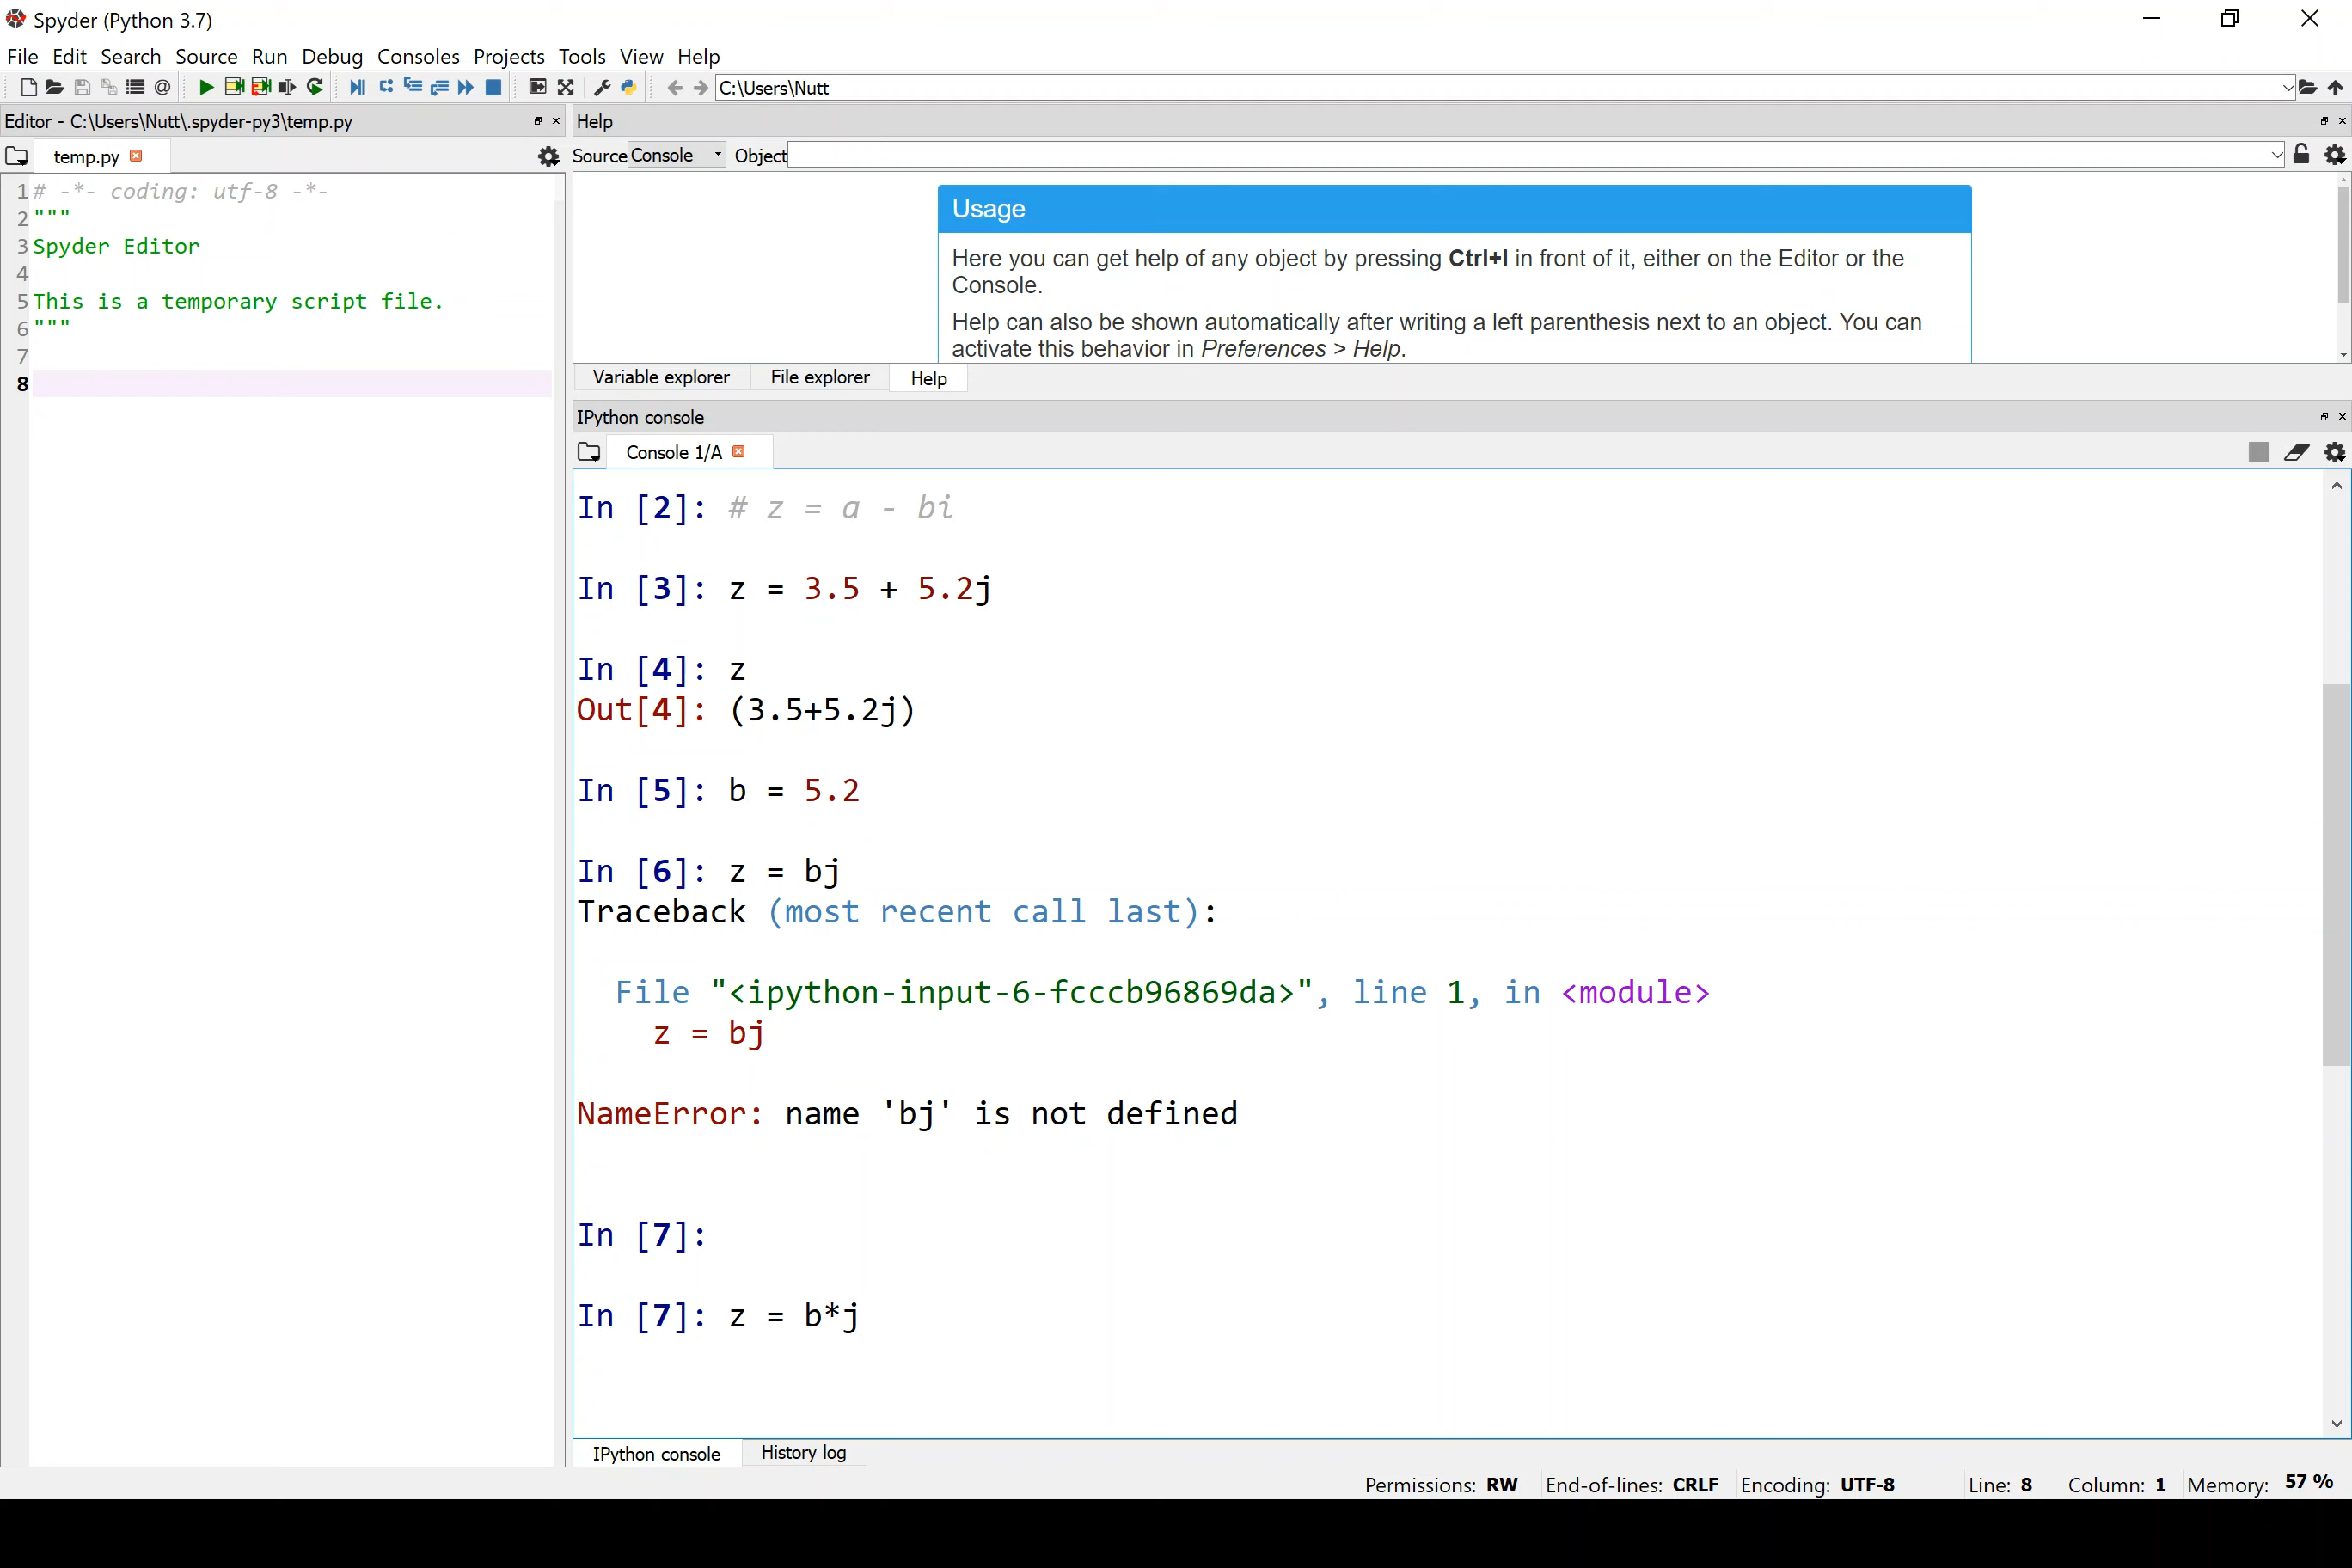 Spyder (Python 3.7)
File Edit Search Source Run Debug Consoles Projects Tools View Help
C:\Users\Nutt
Editor - C:\Users\Nutt\.spyder-py3\temp.py
temp.py
1 # -*- coding: utf-8 -*-
2 """
3 Spyder Editor
4
5 This is a temporary script file.
6 """
7
8
Help
Source Console Object
Usage
Here you can get help of any object by pressing Ctrl+I in front of it, either on the Editor or the
Console.
Help can also be shown automatically after writing a left parenthesis next to an object. You can
activate this behavior in Preferences > Help.
Variable explorer File explorer Help
IPython console
Console 1/A
In [2]: # z = a - bi
In [3]: z = 3.5 + 5.2j
In [4]: z
Out[4]: (3.5+5.2j)
In [5]: b = 5.2
In [6]: z = bj
Traceback (most recent call last):
File "<ipython-input-6-fcccb96869da>", line 1, in <module>
z = bj
NameError: name 'bj' is not defined
In [7]:
In [7]: z = b*j
IPython console History log
Permissions: RW End-of-lines: CRLF Encoding: UTF-8 Line: 8 Column: 1 Memory: 57 %